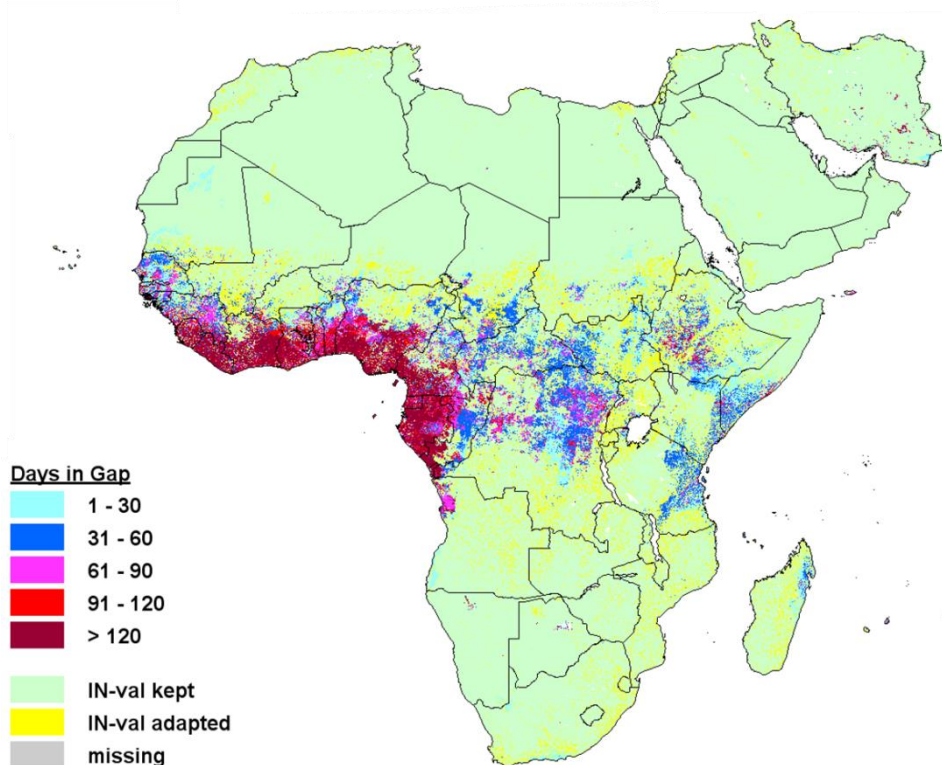 Days in Gap
1 - 30
31 - 60
61 - 90
91 - 120
> 120
IN-val kept
IN-val adapted
missing